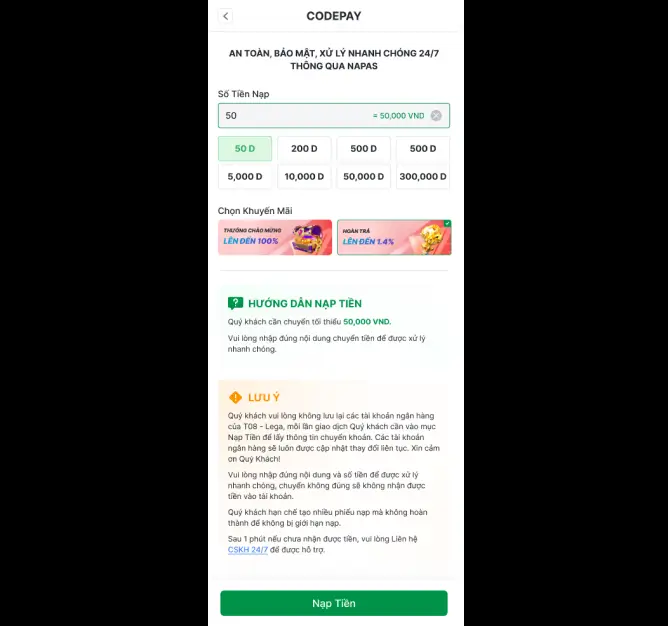 CODEPAY
AN TOÀN, BẢO MẬT, XỬ LÝ NHANH CHÓNG 24/7
THÔNG QUA NAPAS
Số Tiền Nạp
50 = 50,000 VND
50 D 200 D 500 D 500 D
5,000 D 10,000 D 50,000 D 300,000 D
Chọn Khuyến Mãi
THƯỞNG CHÀO MỪNG
LÊN ĐẾN 100%
HOÀN TRẢ
LÊN ĐẾN 1.4%
HƯỚNG DẪN NẠP TIỀN
Quý khách cần chuyển tối thiểu 50,000 VND.
Vui lòng nhập đúng nội dung chuyển tiền để được xử lý
nhanh chóng.
LƯU Ý
Quý khách vui lòng không lưu lại các tài khoản ngân hàng
của T08 - Lega, mỗi lần giao dịch Quý khách cần vào mục
Nạp Tiền để lấy thông tin chuyển khoản. Các tài khoản
ngân hàng sẽ luôn được cập nhật thay đổi liên tục. Xin cảm
ơn Quý Khách!
Vui lòng nhập đúng nội dung và số tiền để được xử lý
nhanh chóng, chuyển không đúng sẽ không nhận được
tiền vào tài khoản.
Quý khách hạn chế tạo nhiều phiếu nạp mà không hoàn
thành để không bị giới hạn nạp.
Sau 1 phút nếu chưa nhận được tiền, vui lòng Liên hệ
CSKH 24/7 để được hỗ trợ.
Nạp Tiền